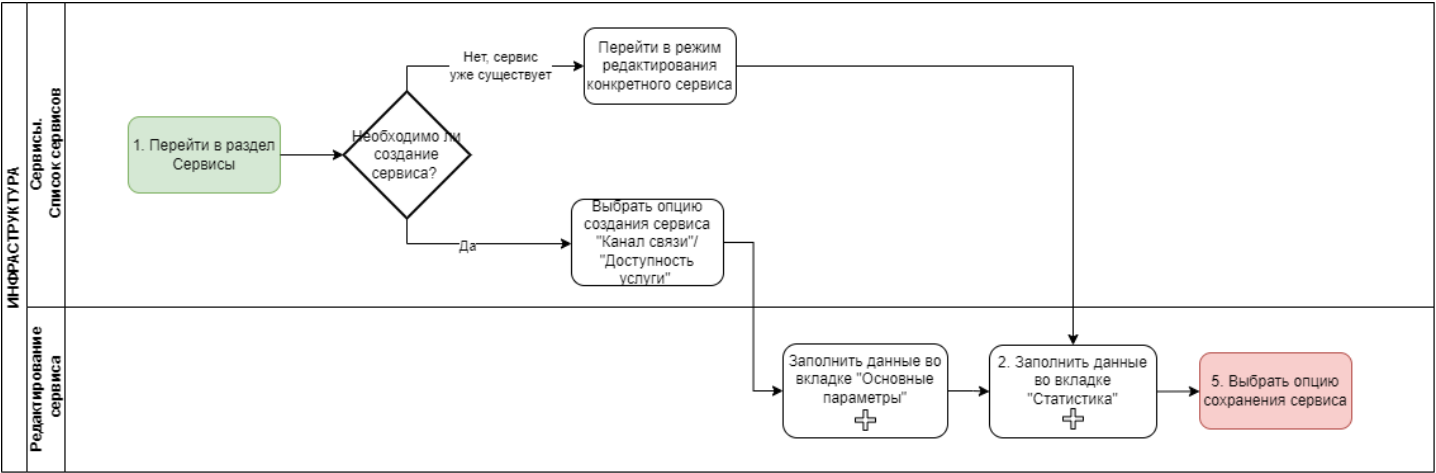 ИНФРАСТРУКТУРА
Сервисы.
Список сервисов
1. Перейти в раздел
Сервисы
Необходимо ли
создание
сервиса?
Нет, сервис
уже существует
Перейти в режим
редактирования
конкретного сервиса
Да
Выбрать опцию
создания сервиса
"Канал связи"/
"Доступность
услуги"
Редактирование
сервиса
Заполнить данные во
вкладке "Основные
параметры"
2. Заполнить данные
во вкладке
"Статистика"
5. Выбрать опцию
сохранения сервиса